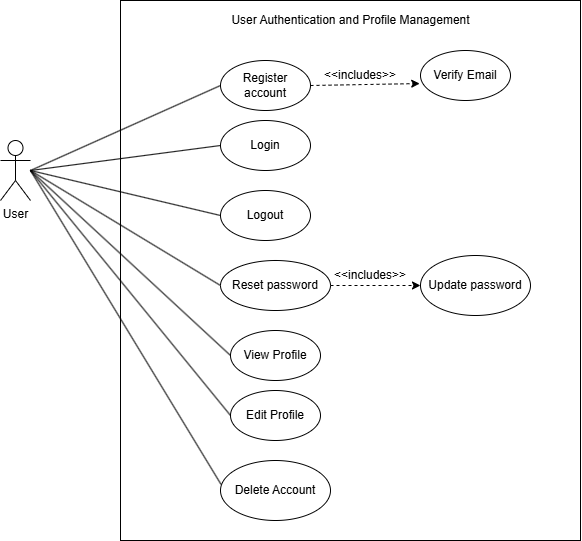 User Authentication and Profile Management
Register
account
<<includes>>
Verify Email
Login
User
Logout
Reset password
<<includes>>
Update password
View Profile
Edit Profile
Delete Account